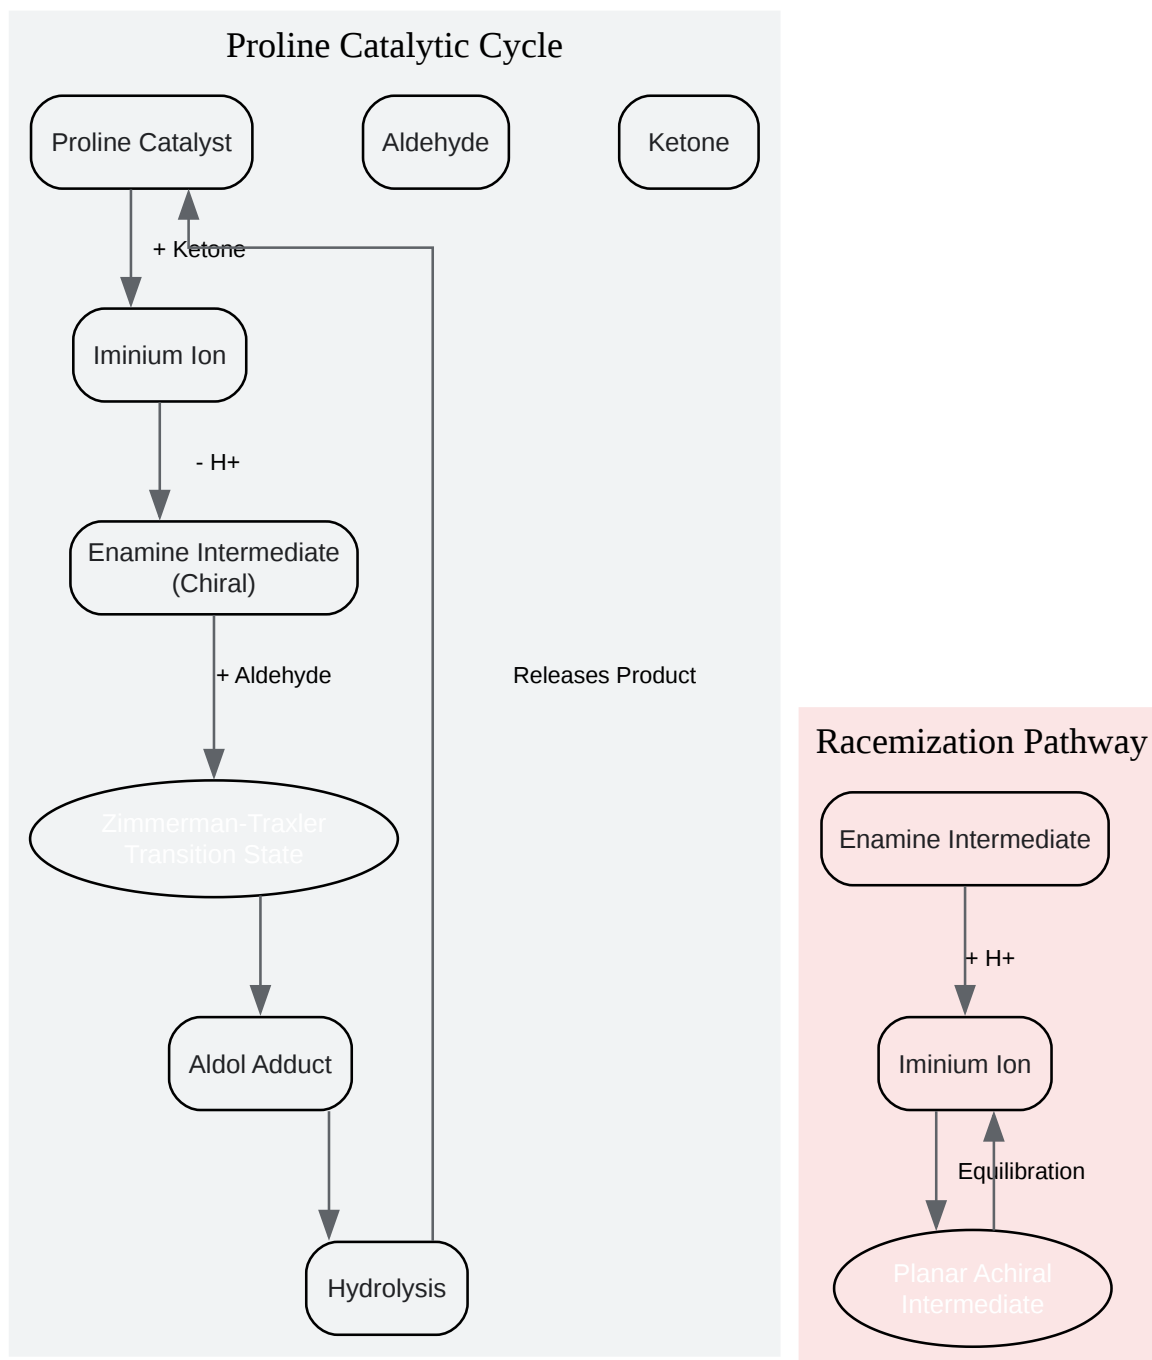 Proline Catalytic Cycle
Proline Catalyst
Aldehyde
Ketone
+ Ketone
Iminium Ion
- H+
Enamine Intermediate
(Chiral)
+ Aldehyde
Releases Product
Zimmerman-Traxler
Transition State
Aldol Adduct
Hydrolysis
Racemization Pathway
Enamine Intermediate
+ H+
Iminium Ion
Equilibration
Planar Achiral
Intermediate